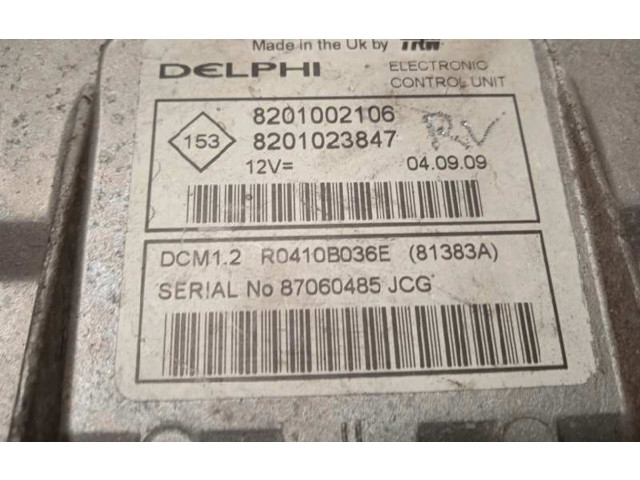 Made in the Uk by TRW
DELPHI
ELECTRONIC
CONTROL UNIT
153
8201002106
8201023847
12V=
04.09.09
DCM1.2 R0410B036E (81383A)
SERIAL No 87060485 JCG